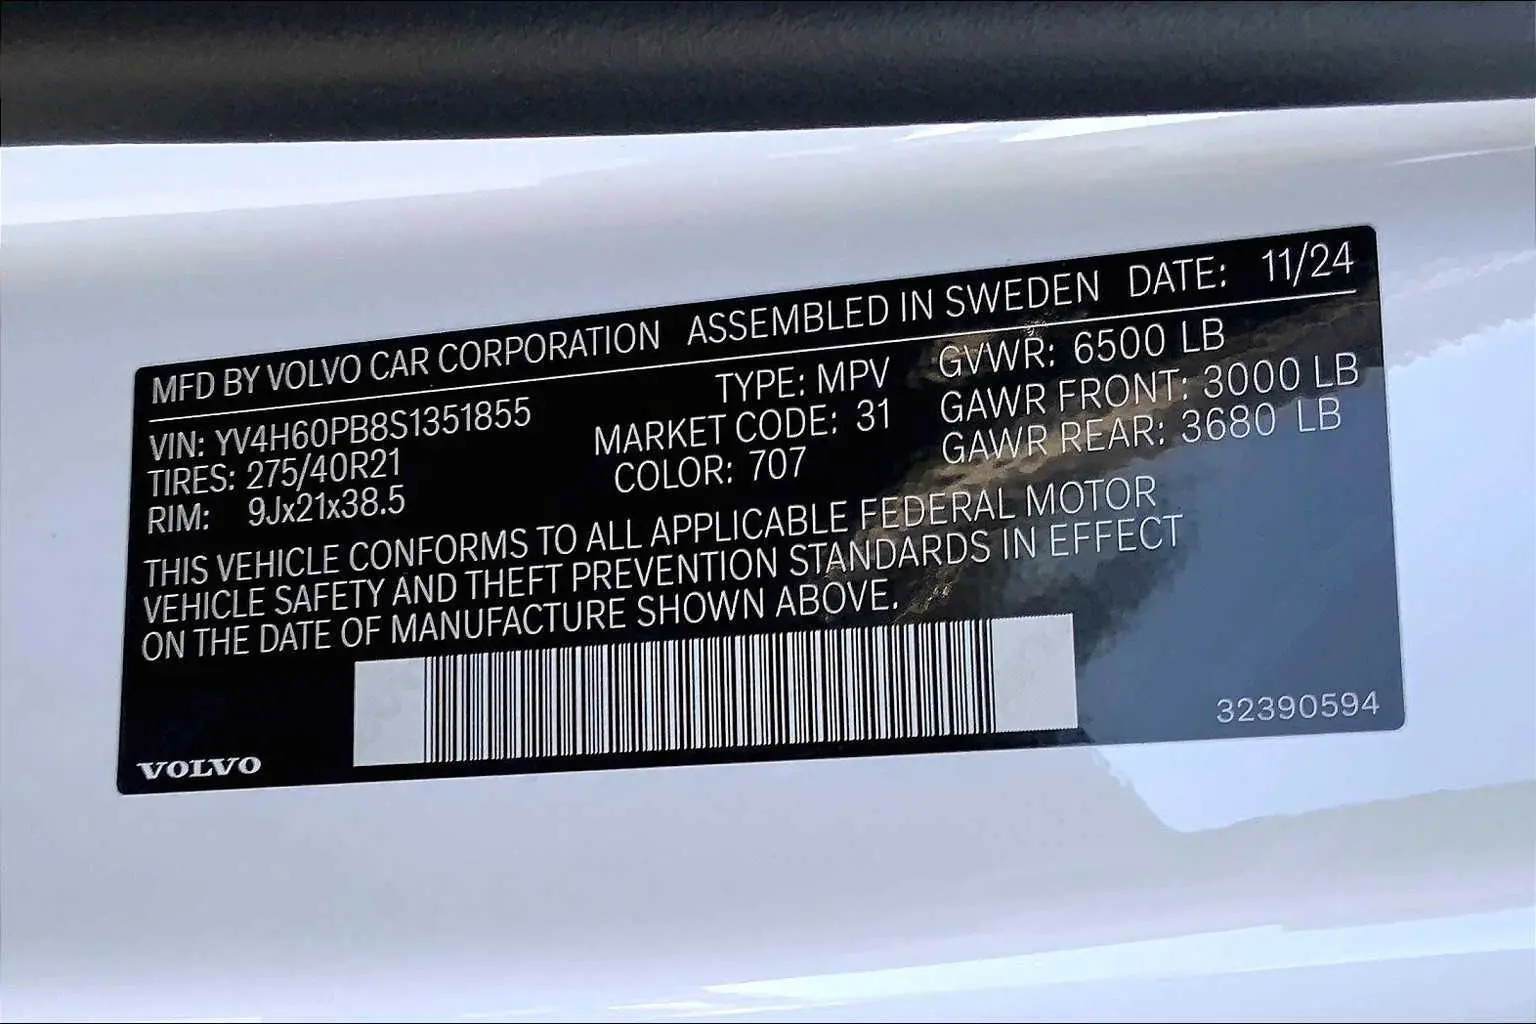 MFD BY VOLVO CAR CORPORATION ASSEMBLED IN SWEDEN DATE: 11/24
VIN: YV4H60PB8S1351855 TYPE: MPV GVWR: 6500 LB
TIRES: 275/40R21 MARKET CODE: 31 GAWR FRONT: 3000 LB
RIM: 9Jx21x38.5 COLOR: 707 GAWR REAR: 3680 LB
THIS VEHICLE CONFORMS TO ALL APPLICABLE FEDERAL MOTOR
VEHICLE SAFETY AND THEFT PREVENTION STANDARDS IN EFFECT
ON THE DATE OF MANUFACTURE SHOWN ABOVE.
VOLVO 32390594